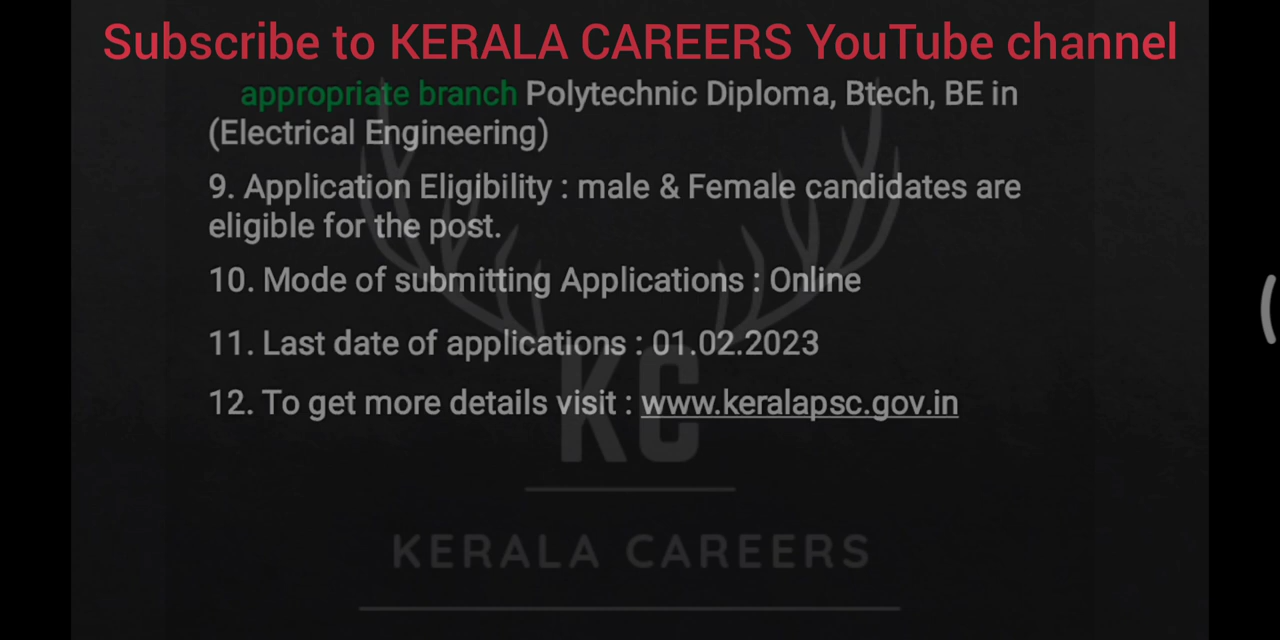 Subscribe to KERALA CAREERS YouTube channel
appropriate branch Polytechnic Diploma, Btech, BE in
(Electrical Engineering)
9. Application Eligibility : male & Female candidates are
eligible for the post.
10. Mode of submitting Applications : Online
11. Last date of applications : 01.02.2023
12. To get more details visit : www.keralapsc.gov.in
KC
KERALA CAREERS